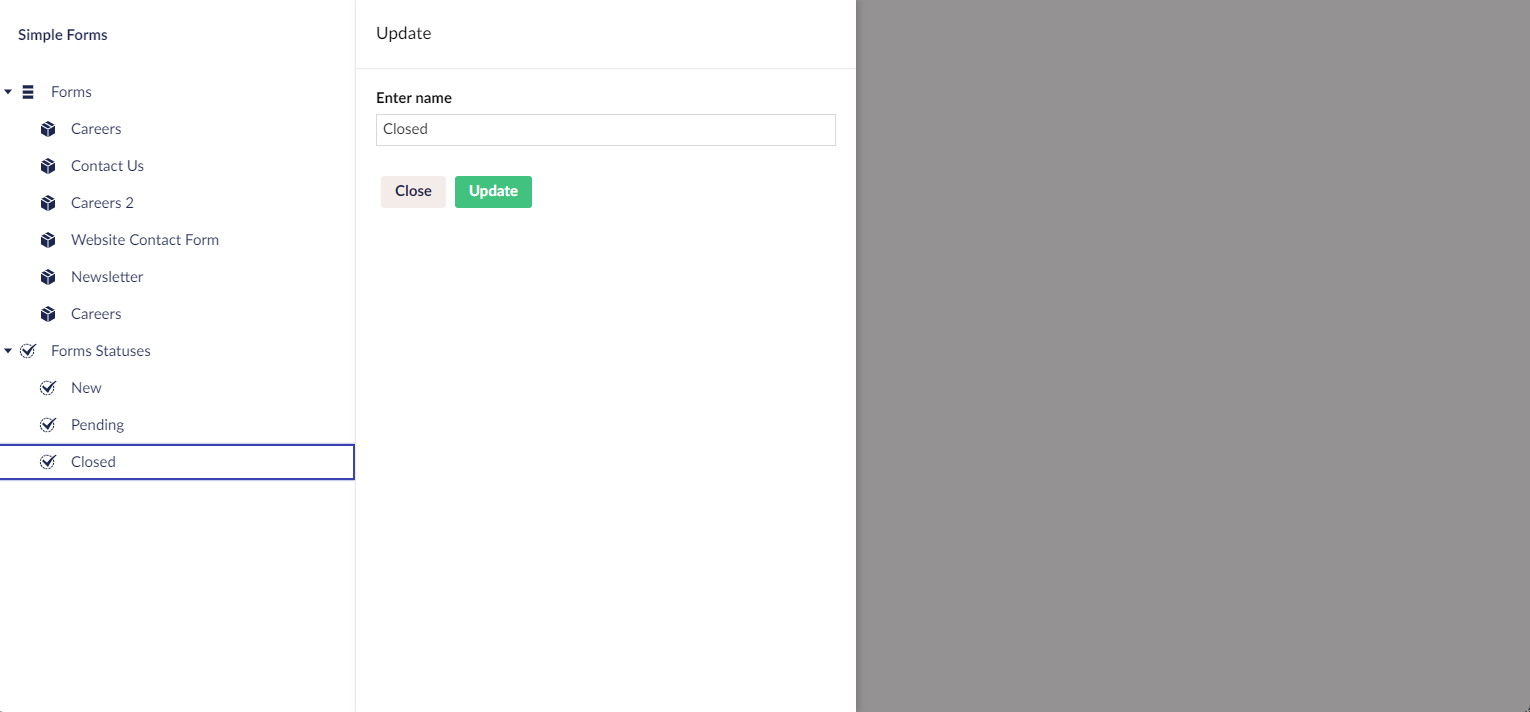 Simple Forms
Forms
Careers
Contact Us
Careers 2
Website Contact Form
Newsletter
Careers
Forms Statuses
New
Pending
Closed
Update
Enter name
Closed
Close
Update